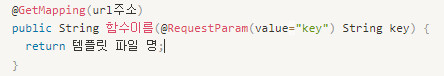 @GetMapping(url주소)
public String 함수이름(@RequestParam(value="key") String key) {
return 템플릿 파일 명;
}